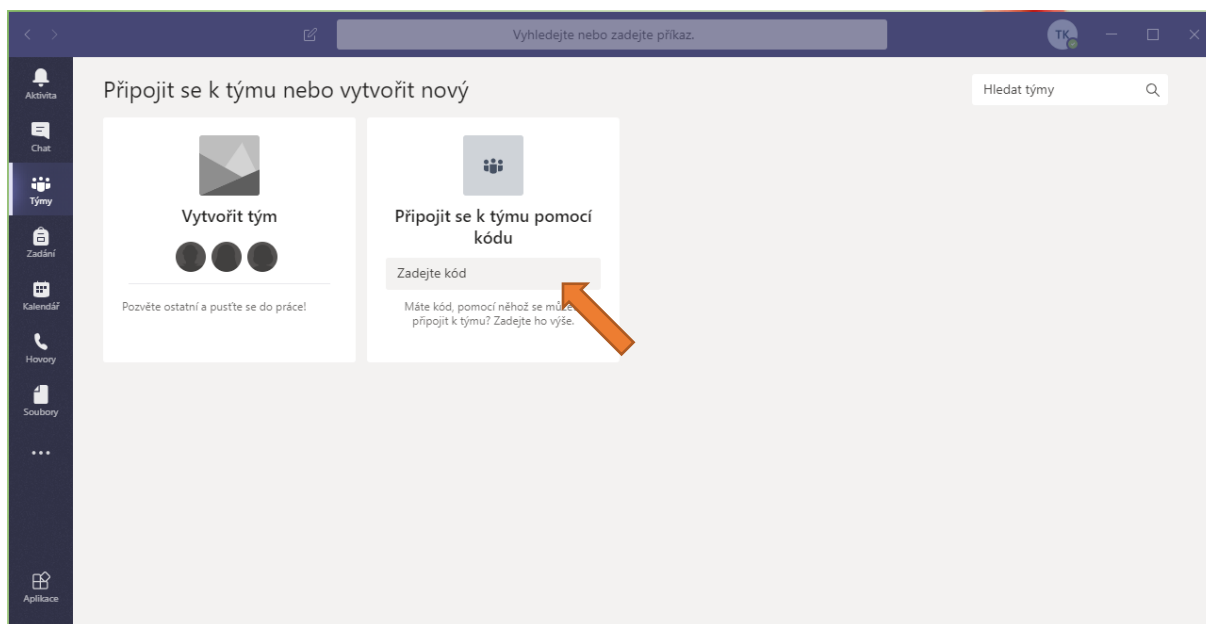 Vyhledejte nebo zadejte příkaz.
TK
Aktivita
Chat
Týmy
Zadání
Kalendář
Hovory
Soubory
Aplikace
Připojit se k týmu nebo vytvořit nový
Hledat týmy
Vytvořit tým
Pozvěte ostatní a pusťte se do práce!
Připojit se k týmu pomocí
kódu
Zadejte kód
Máte kód, pomocí něhož se
připojit k týmu? Zadejte ho výše.